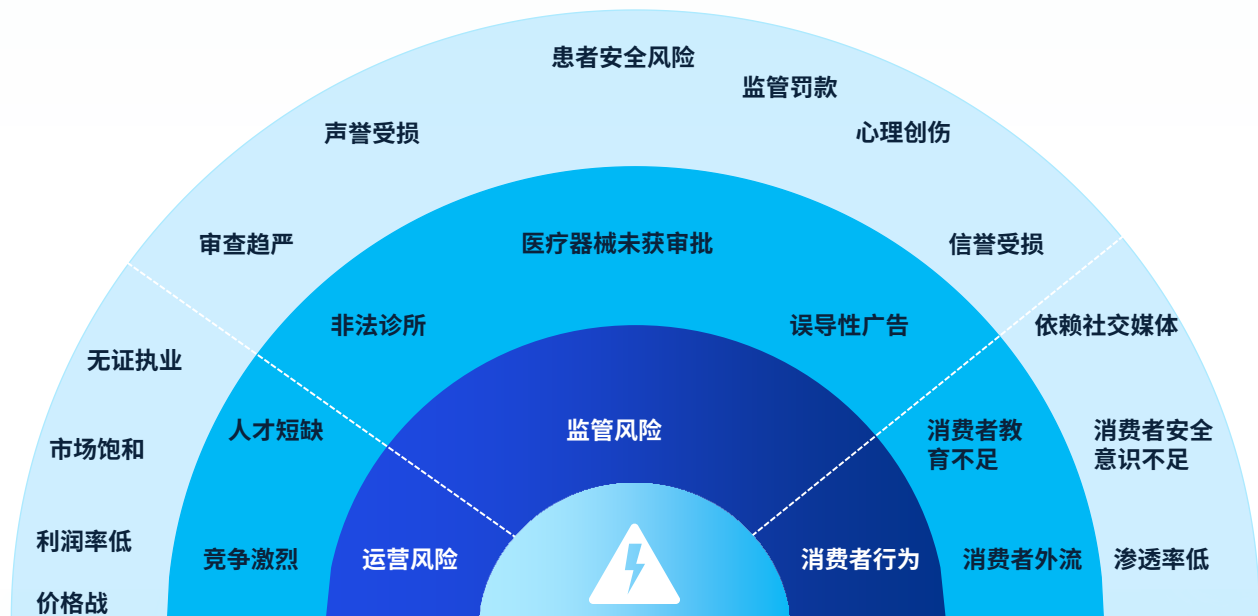 患者安全风险
监管罚款
声誉受损
心理创伤
审查趋严
医疗器械未获审批
信誉受损
非法诊所
误导性广告
依赖社交媒体
无证执业
人才短缺
监管风险
消费者教
育不足
消费者安全
意识不足
市场饱和
利润率低
竞争激烈
运营风险
消费者行为
消费者外流
渗透率低
价格战